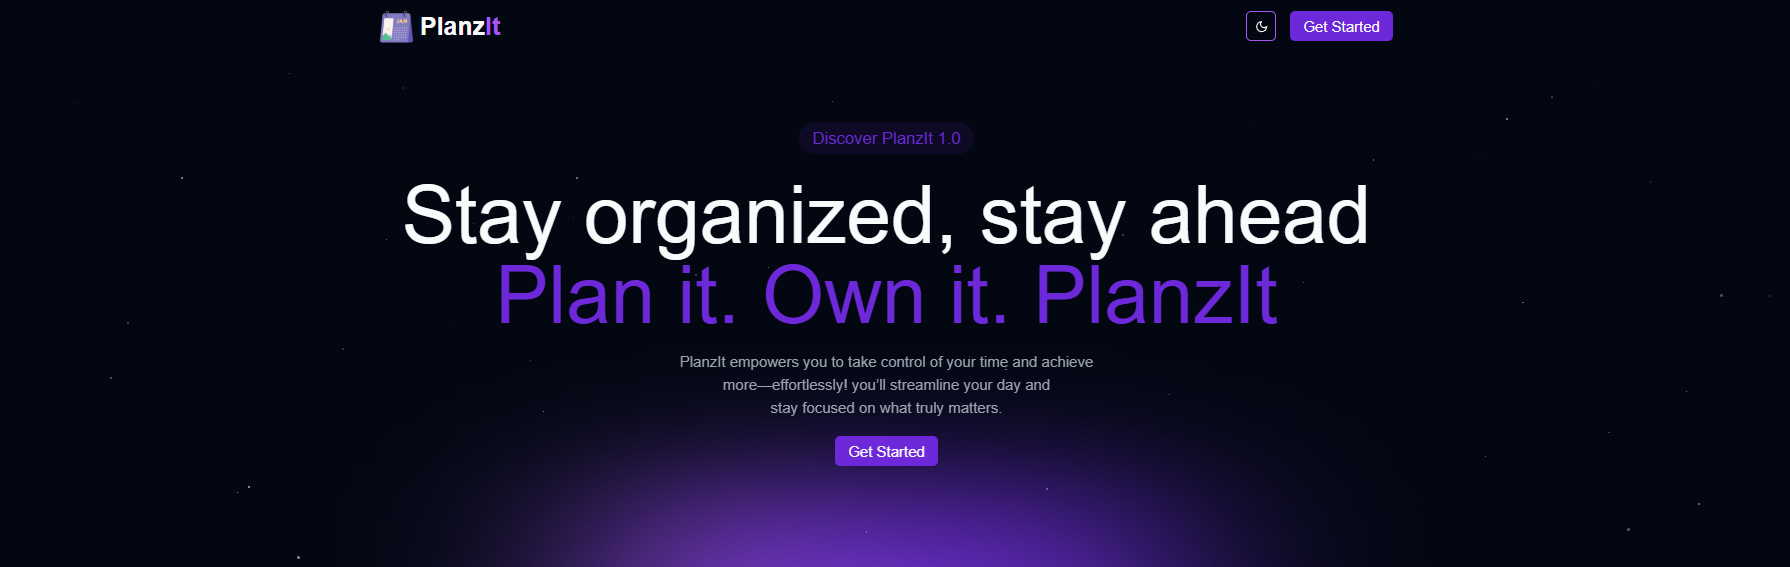 JAN
PlanzIt
Get Started
Discover PlanzIt 1.0
Stay organized, stay ahead
Plan it. Own it. PlanzIt
PlanzIt empowers you to take control of your time and achieve
more—effortlessly! you'll streamline your day and
stay focused on what truly matters.
Get Started